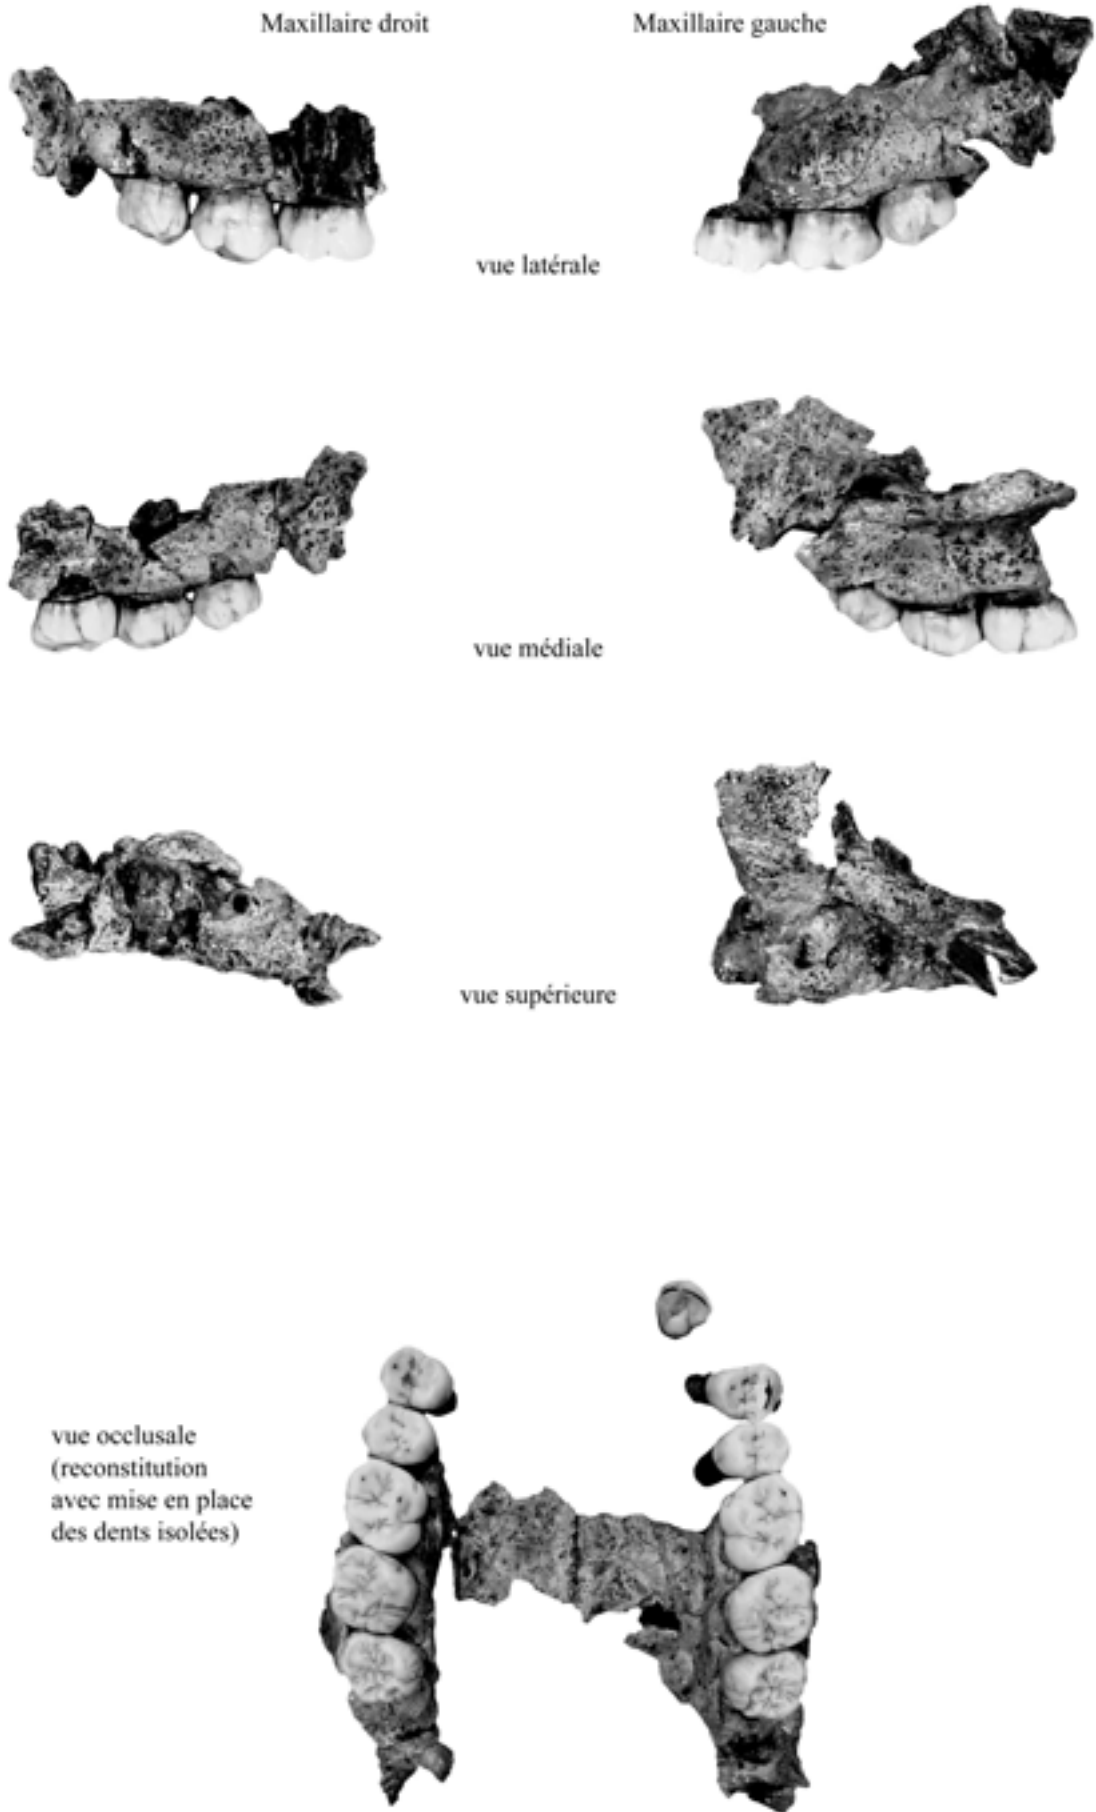 Maxillaire droit
Maxillaire gauche
vue latérale
vue médiale
vue supérieure
vue occlusale
(reconstitution
avec mise en place
des dents isolées)